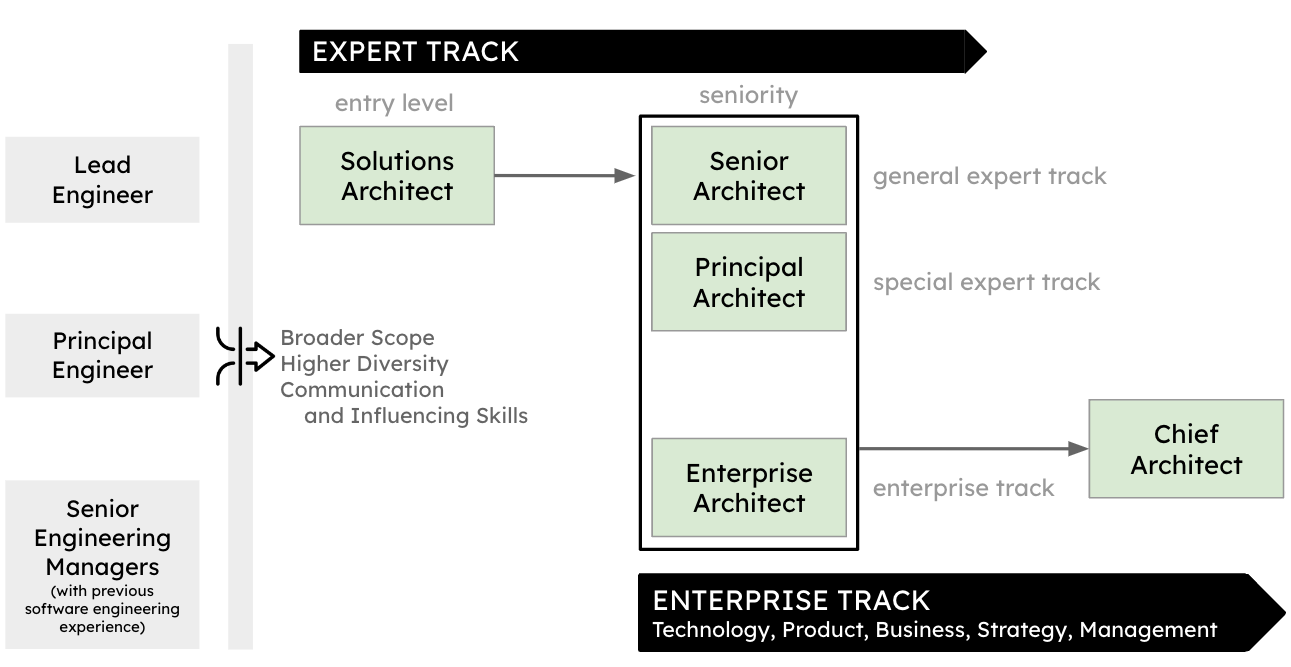 EXPERT TRACK
entry level
seniority
Lead
Engineer
Solutions
Architect
Senior
Architect
general expert track
Principal
Architect
special expert track
Principal
Engineer
Broader Scope
Higher Diversity
Communication
and Influencing Skills
Chief
Architect
Enterprise
Architect
enterprise track
Senior
Engineering
Managers
(with previous
software engineering
experience)
ENTERPRISE TRACK
Technology, Product, Business, Strategy, Management